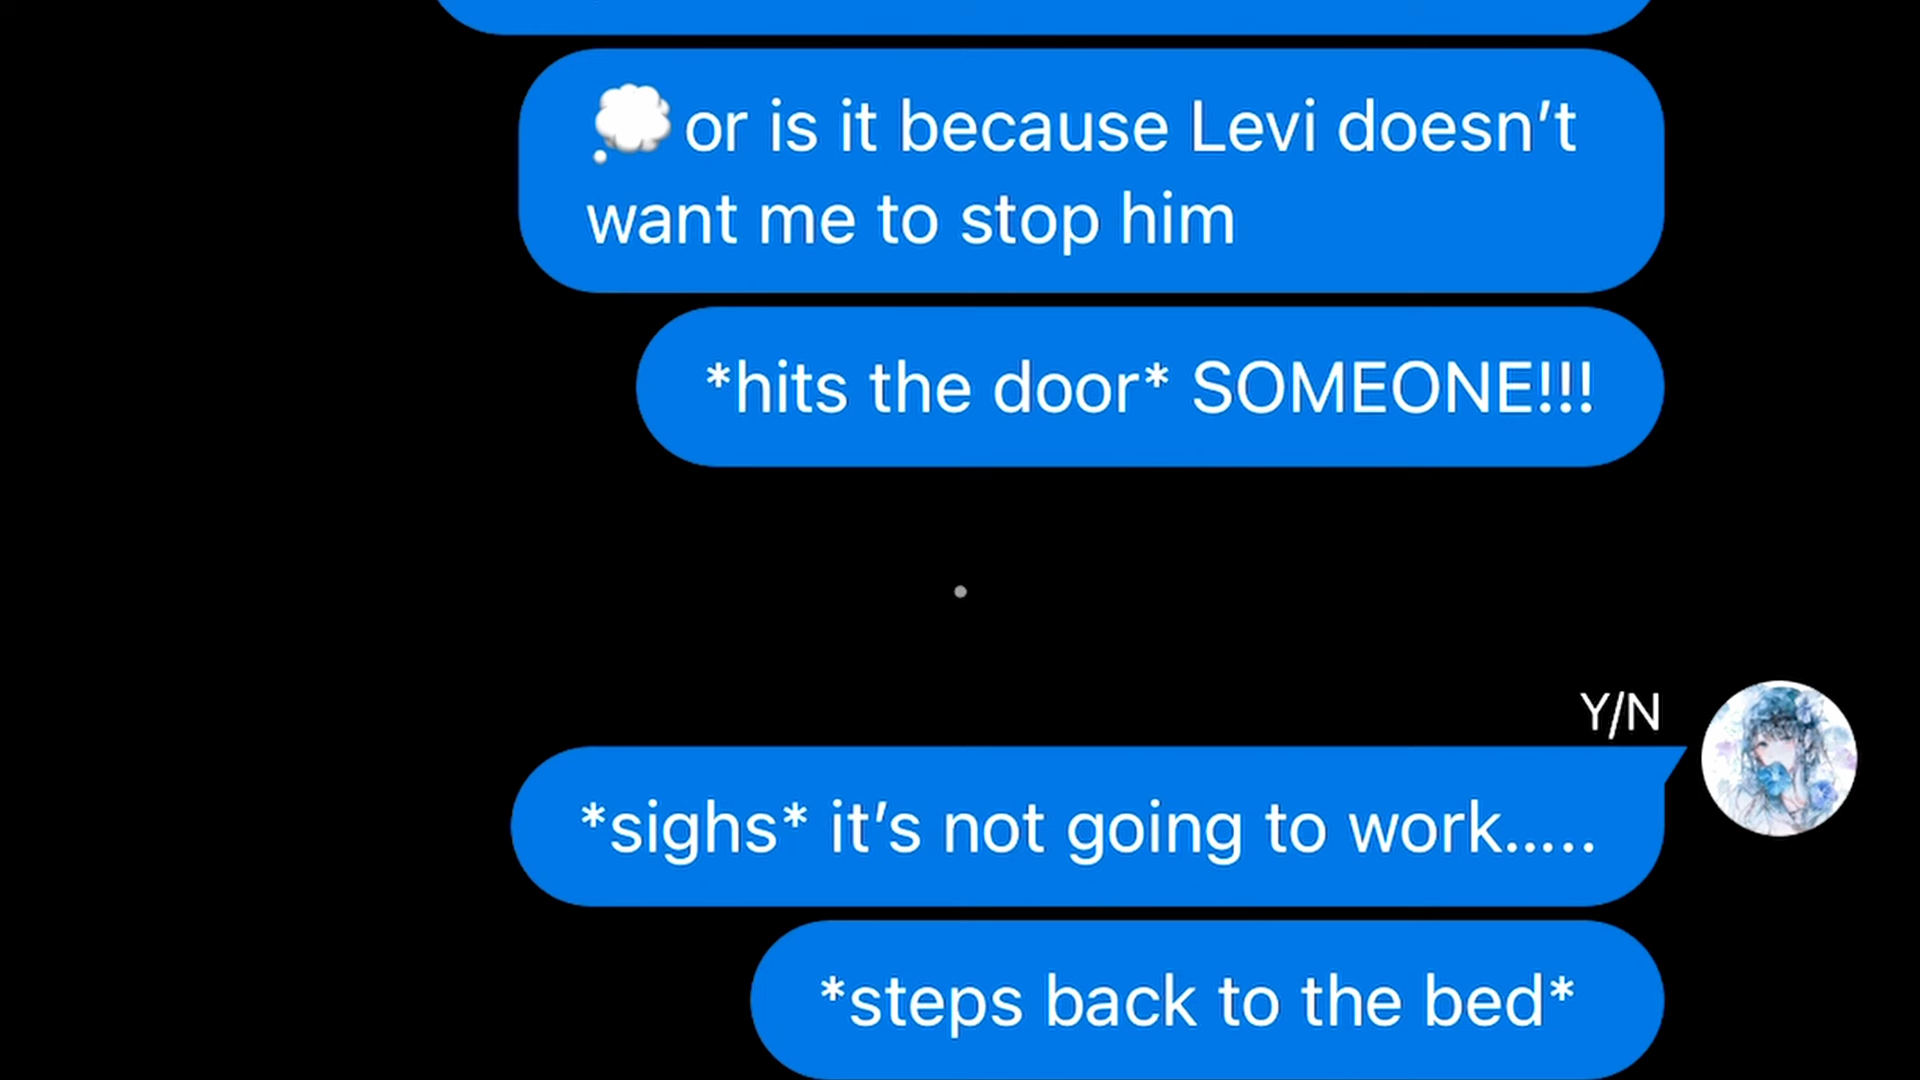 💭 or is it because Levi doesn’t
want me to stop him
*hits the door* SOMEONE!!!
Y/N
*sighs* it’s not going to work.....
*steps back to the bed*